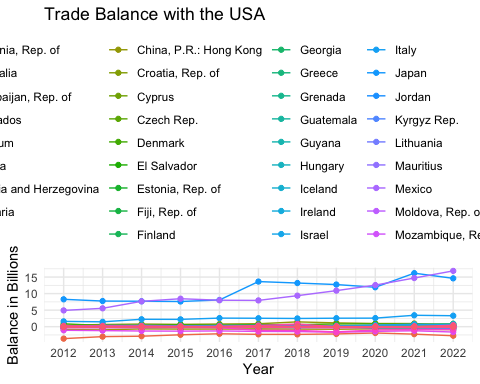 Trade Balance with the USA
nia, Rep. of China, P.R.: Hong Kong Georgia Italy
alia Croatia, Rep. of Greece Japan
baijan, Rep. of Cyprus Grenada Jordan
ados Czech Rep. Guatemala Kyrgyz Rep.
um Denmark Guyana Lithuania
a El Salvador Hungary Mauritius
ia and Herzegovina Estonia, Rep. of Iceland Mexico
aria Fiji, Rep. of Ireland Moldova, Rep. o
Finland Israel Mozambique, Re
Balance in Billions
15
10
5
0
2012 2013 2014 2015 2016 2017 2018 2019 2020 2021 2022
Year